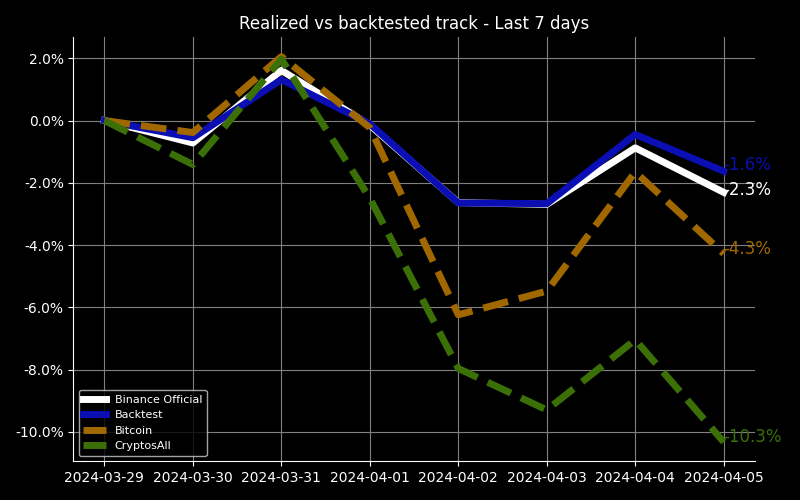 Realized vs backtested track - Last 7 days
2.0%
0.0%
-2.0%
-4.0%
-6.0%
-8.0%
-10.0%
-1.6%
-2.3%
-4.3%
-10.3%
Binance Official
Backtest
Bitcoin
CryptosAll
2024-03-29 2024-03-30 2024-03-31 2024-04-01 2024-04-02 2024-04-03 2024-04-04 2024-04-05